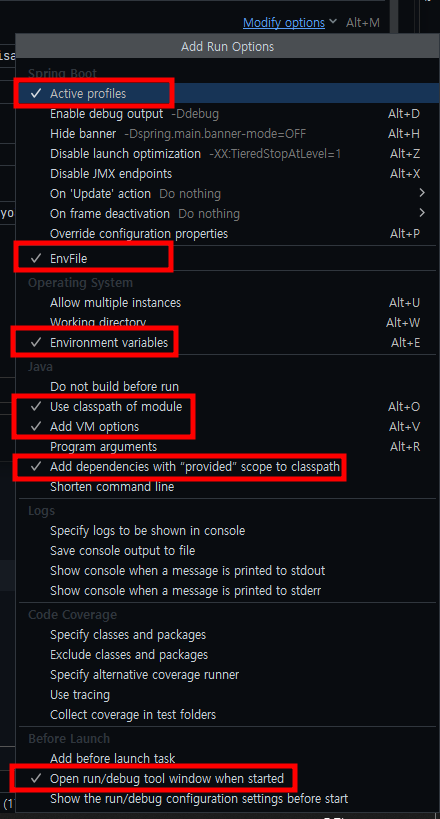 Modify options Alt+M
Add Run Options
Spring Boot
Active profiles
Enable debug output -Ddebug Alt+D
Hide banner -Dspring.main.banner-mode=OFF Alt+H
Disable launch optimization -XX:TieredStopAtLevel=1 Alt+Z
Disable JMX endpoints Alt+X
On 'Update' action Do nothing
On frame deactivation Do nothing
Override configuration properties Alt+P
EnvFile
Operating System
Allow multiple instances Alt+U
Working directory Alt+W
Environment variables Alt+E
Java
Do not build before run
Use classpath of module Alt+O
Add VM options Alt+V
Program arguments Alt+R
Add dependencies with “provided” scope to classpath
Shorten command line
Logs
Specify logs to be shown in console
Save console output to file
Show console when a message is printed to stdout
Show console when a message is printed to stderr
Code Coverage
Specify classes and packages
Exclude classes and packages
Specify alternative coverage runner
Use tracing
Collect coverage in test folders
Before Launch
Add before launch task
Open run/debug tool window when started
Show the run/debug configuration settings before start